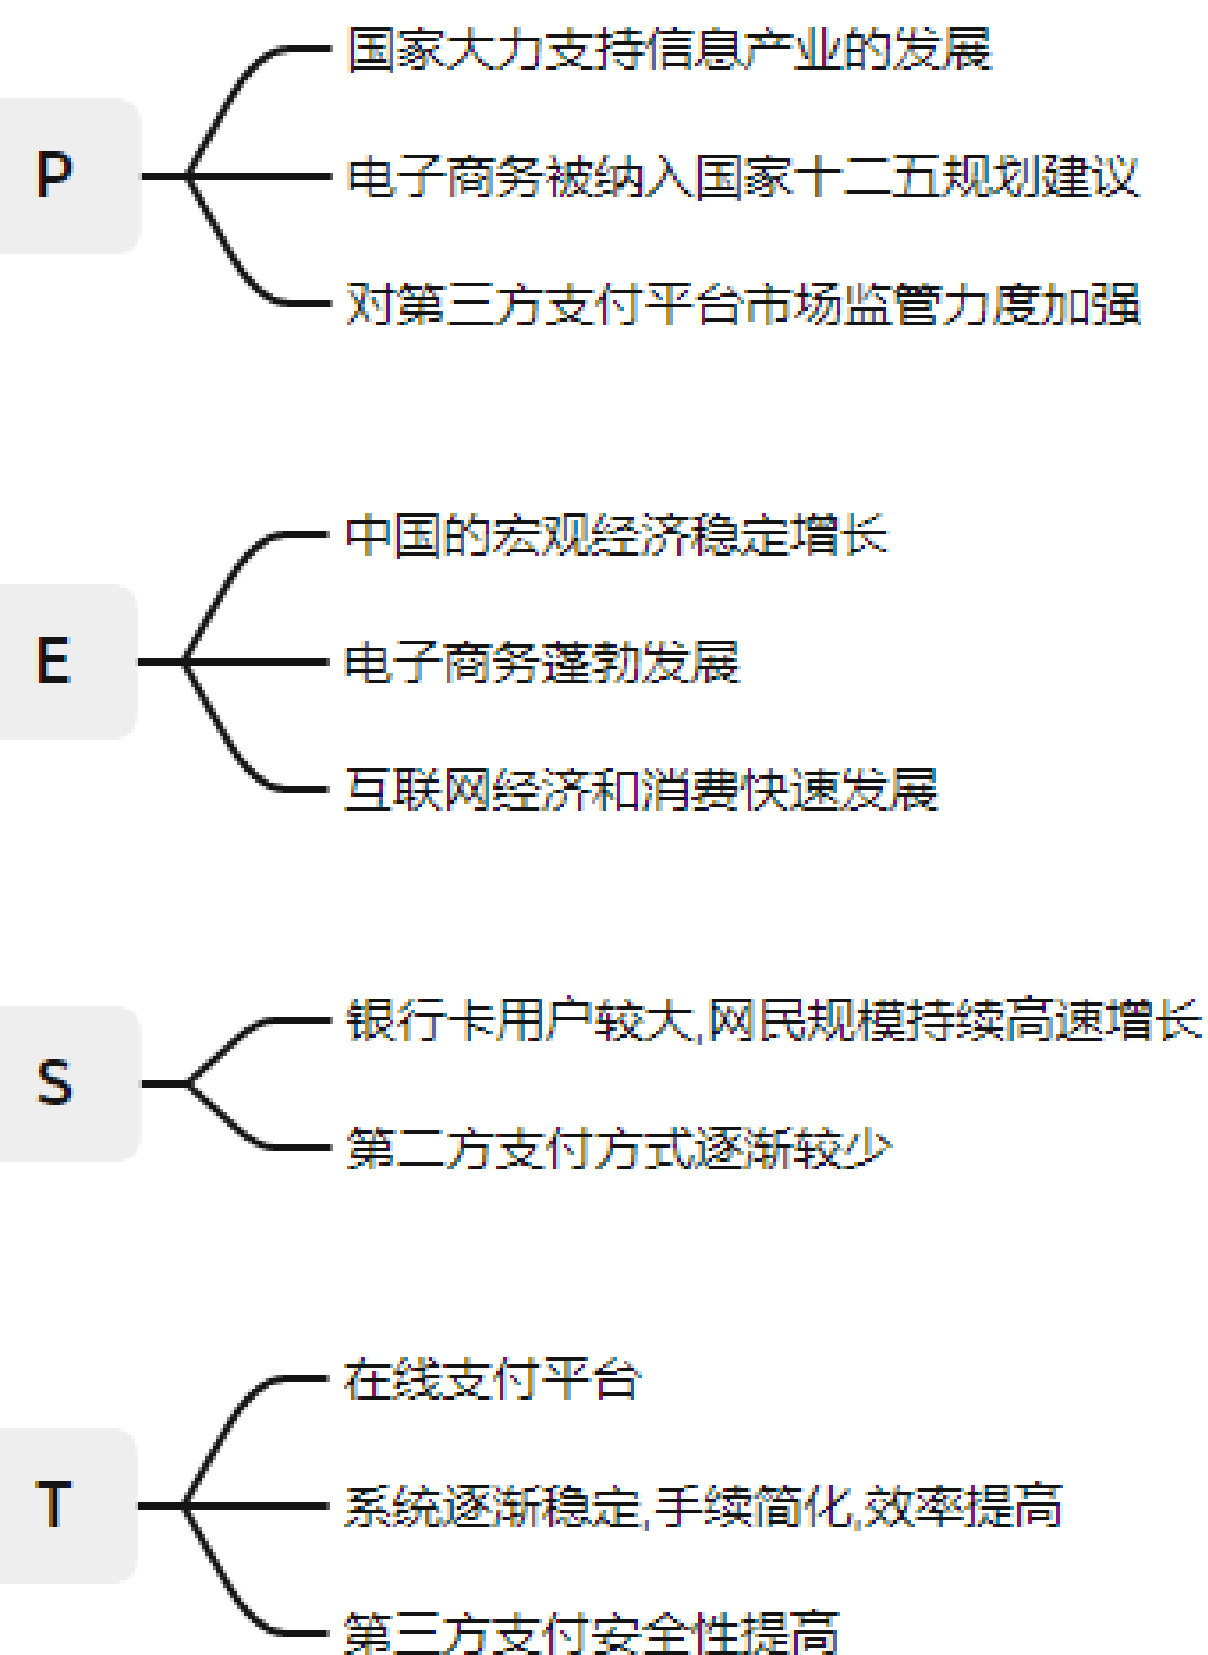 国家大力支持信息产业的发展
P
电子商务被纳入国家十二五规划建议
对第三方支付平台市场监管力度加强
中国的宏观经济稳定增长
E
电子商务蓬勃发展
互联网经济和消费快速发展
银行卡用户较大,网民规模持续高速增长
S
第二方支付方式逐渐较少
在线支付平台
T
系统逐渐稳定,手续简化,效率提高
第三方支付安全性提高